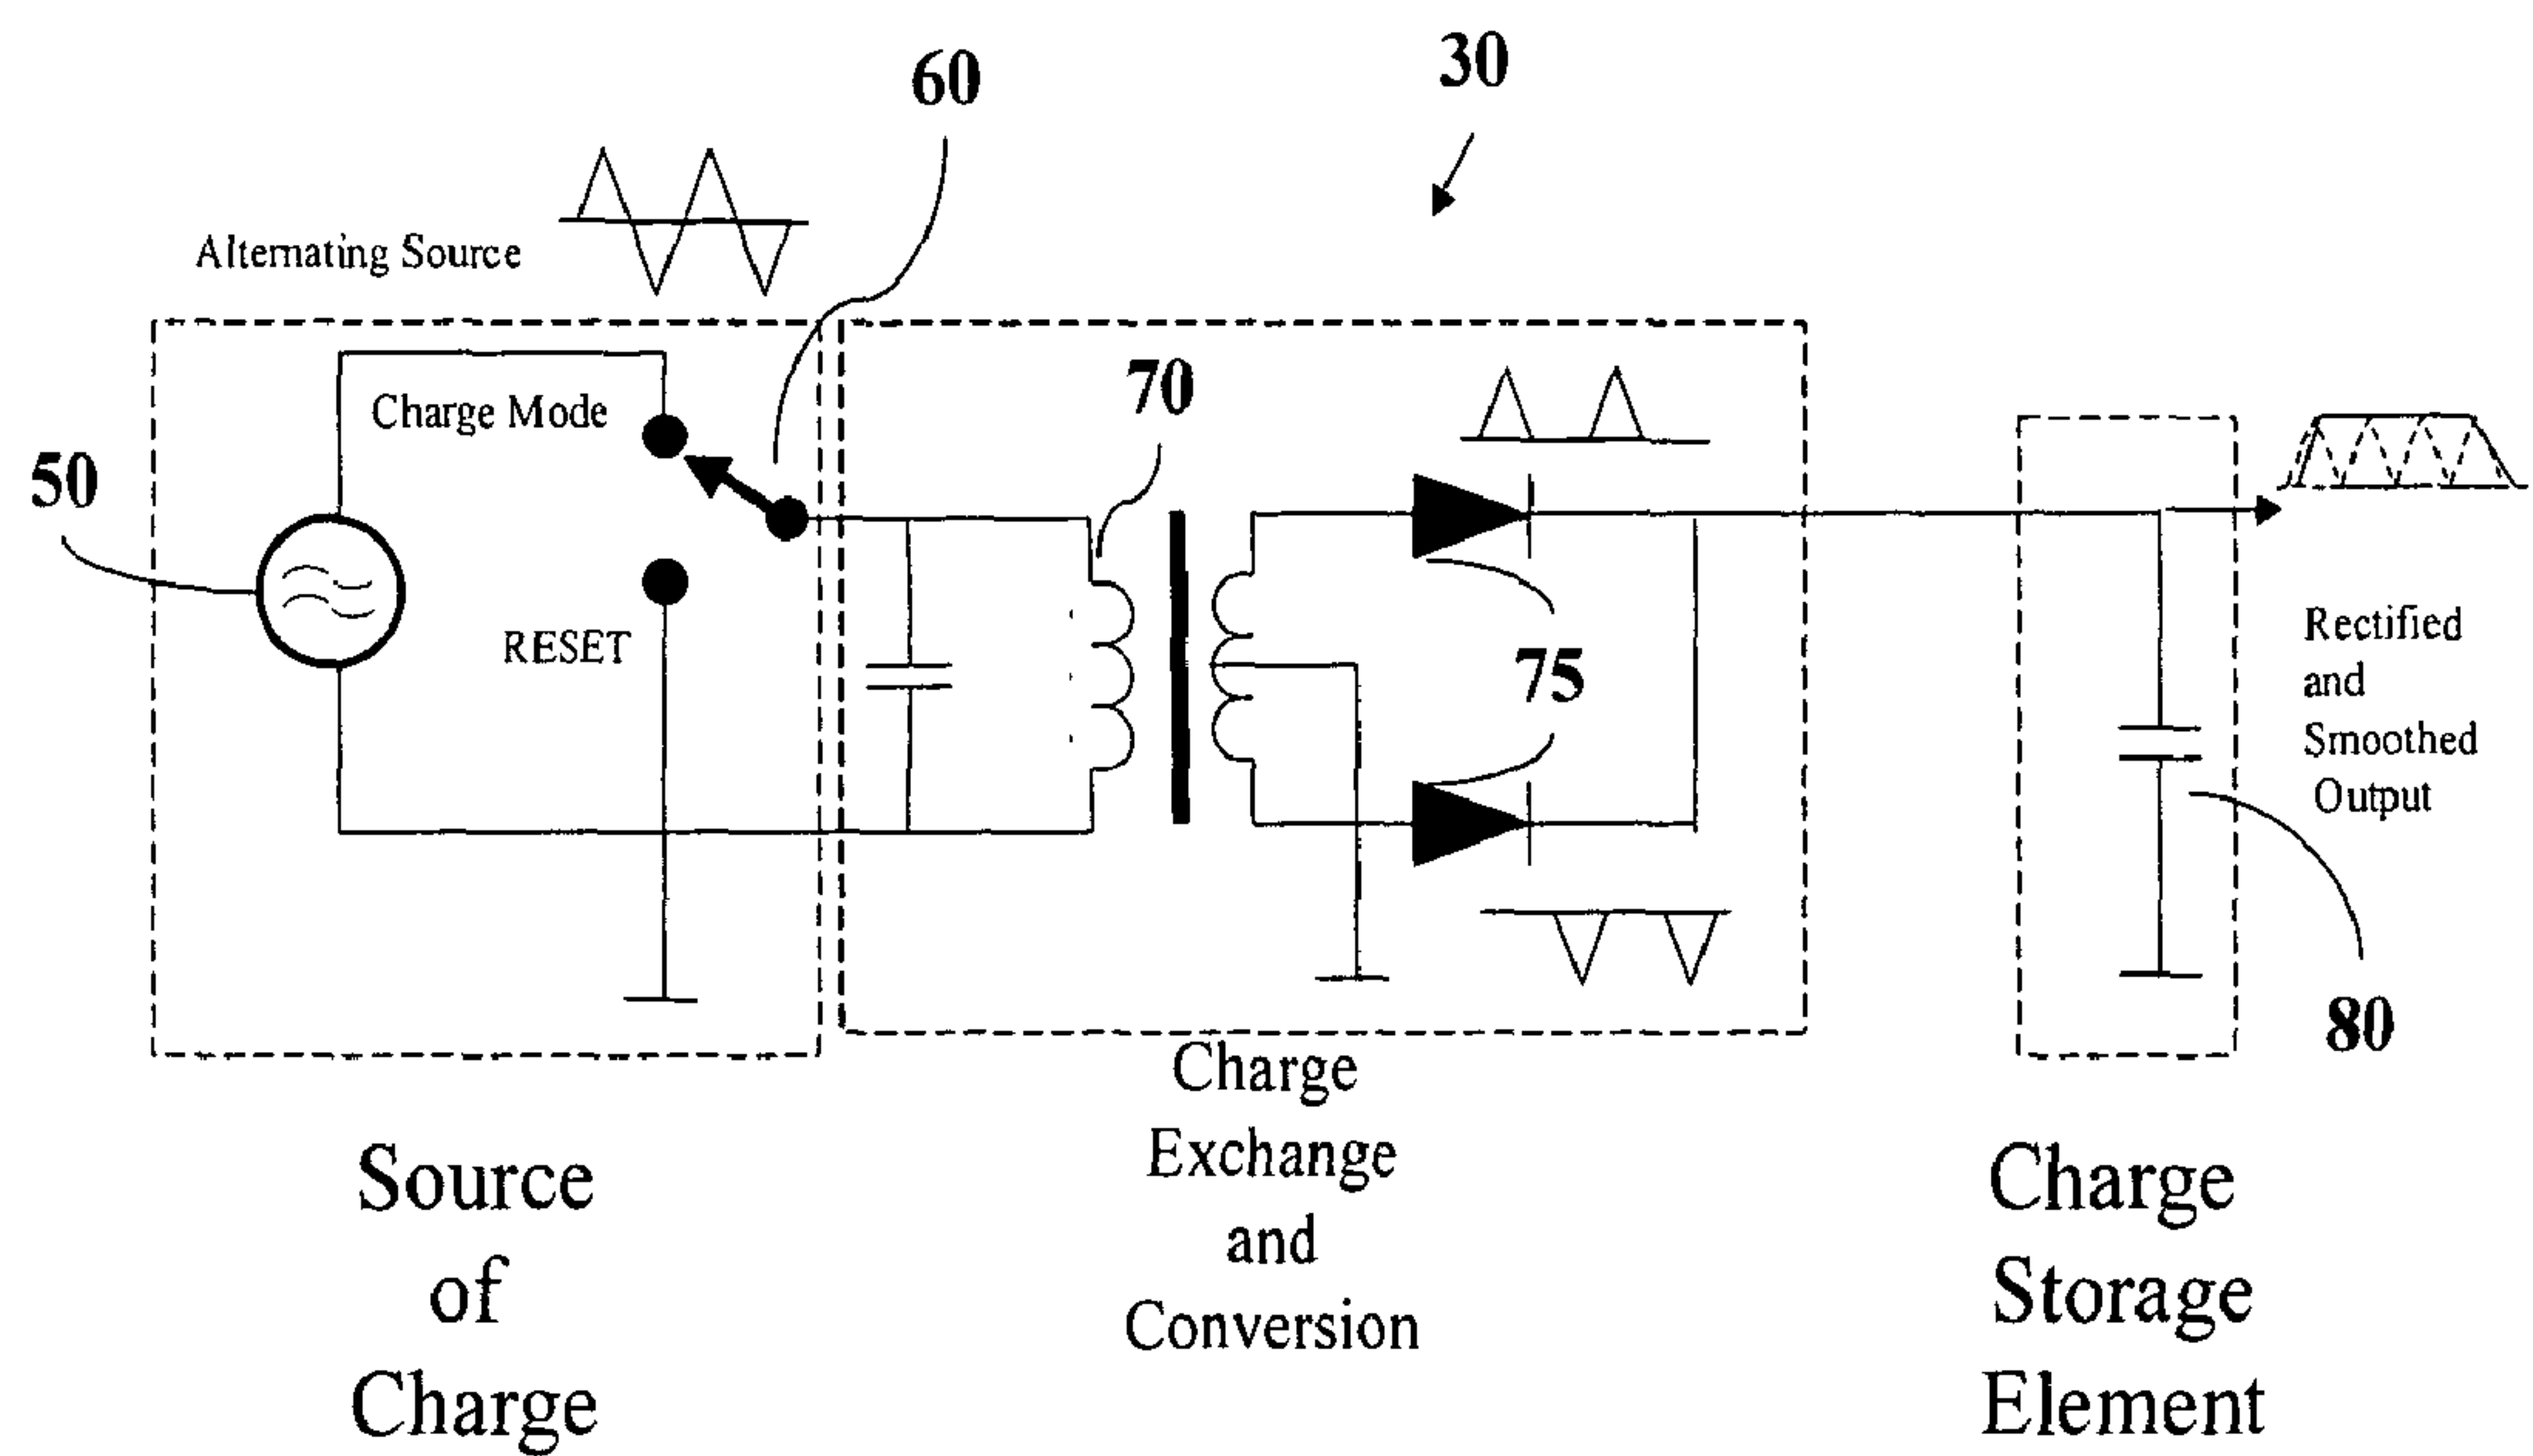 60
30
Alternating Source
Charge Mode
70
50
RESET
75
Rectified
and
Smoothed
Output
80
Charge
Exchange
and
Conversion
Source
of
Charge
Charge
Storage
Element